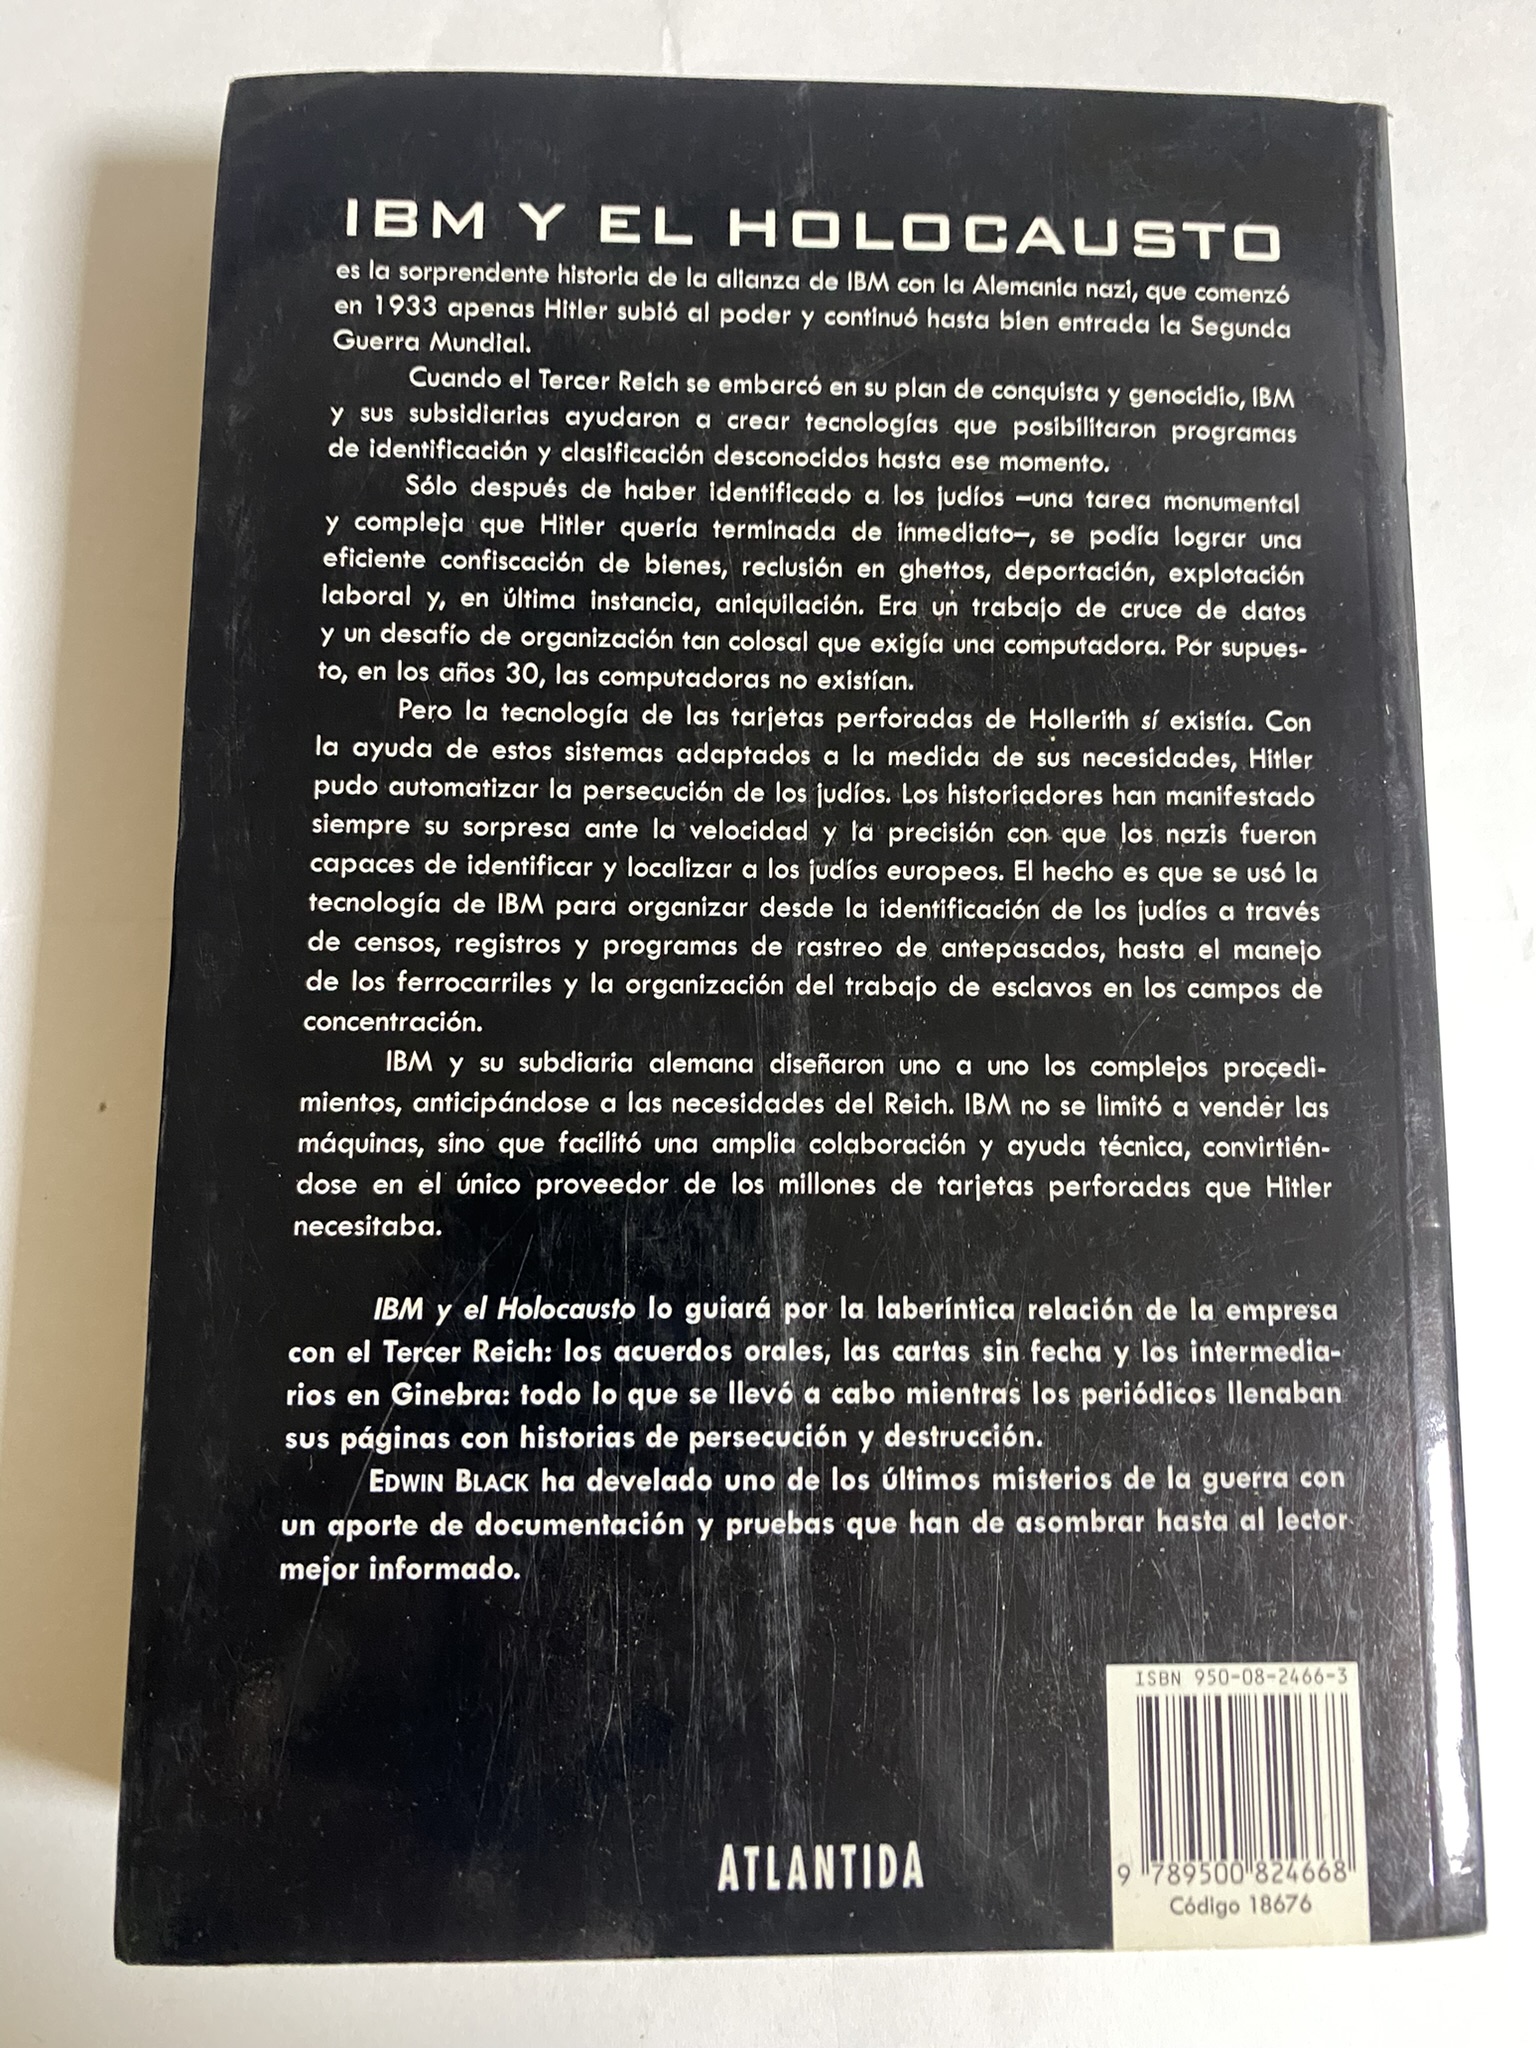 IBM Y EL HOLOCAUSTO
es la sorprendente historia de la alianza de IBM con la Alemania nazi, que comenzó
en 1933 apenas Hitler subió al poder y continuó hasta bien entrada la Segunda
Guerra Mundial.
Cuando el Tercer Reich se embarcó en su plan de conquista y genocidio, IBM
y sus subsidiarias ayudaron a crear tecnologías que posibilitaron programas
de identificación y clasificación desconocidos hasta ese momento.
Sólo después de haber identificado a los judíos –una tarea monumental
y compleja que Hitler quería terminada de inmediato–, se podía lograr una
eficiente confiscación de bienes, reclusión en ghettos, deportación, explotación
laboral y, en última instancia, aniquilación. Era un trabajo de cruce de datos
y un desafío de organización tan colosal que exigía una computadora. Por supues-
to, en los años 30, las computadoras no existían.
Pero la tecnología de las tarjetas perforadas de Hollerith sí existía. Con
la ayuda de estos sistemas adaptados a la medida de sus necesidades, Hitler
pudo automatizar la persecución de los judíos. Los historiadores han manifestado
siempre su sorpresa ante la velocidad y la precisión con que los nazis fueron
capaces de identificar y localizar a los judíos europeos. El hecho es que se usó la
tecnología de IBM para organizar desde la identificación de los judíos a través
de censos, registros y programas de rastreo de antepasados, hasta el manejo
de los ferrocarriles y la organización del trabajo de esclavos en los campos de
concentración.
IBM y su subdiaria alemana diseñaron uno a uno los complejos procedi-
mientos, anticipándose a las necesidades del Reich. IBM no se limitó a vender las
máquinas, sino que facilitó una amplia colaboración y ayuda técnica, convirtién-
dose en el único proveedor de los millones de tarjetas perforadas que Hitler
necesitaba.
IBM y el Holocausto lo guiará por la laberíntica relación de la empresa
con el Tercer Reich: los acuerdos orales, las cartas sin fecha y los intermedia-
rios en Ginebra: todo lo que se llevó a cabo mientras los periódicos llenaban
sus páginas con historias de persecución y destrucción.
EDWIN BLACK ha develado uno de los últimos misterios de la guerra con
un aporte de documentación y pruebas que han de asombrar hasta al lector
mejor informado.
ISBN 950-08-2466-3
9 789500 824668
Código 18676
ATLANTIDA